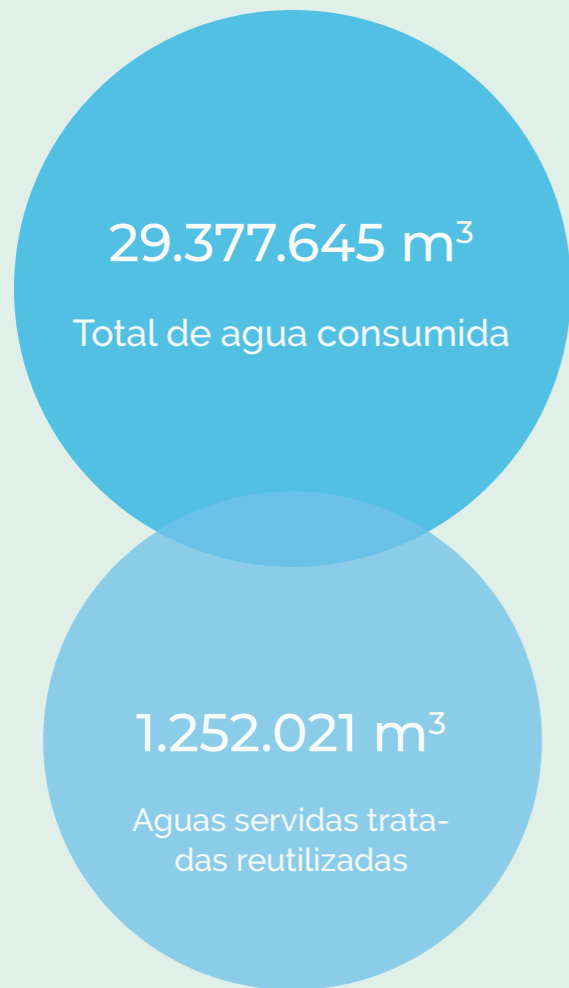 29.377.645 m³
Total de agua consumida
1.252.021 m³
Aguas servidas trata-
das reutilizadas